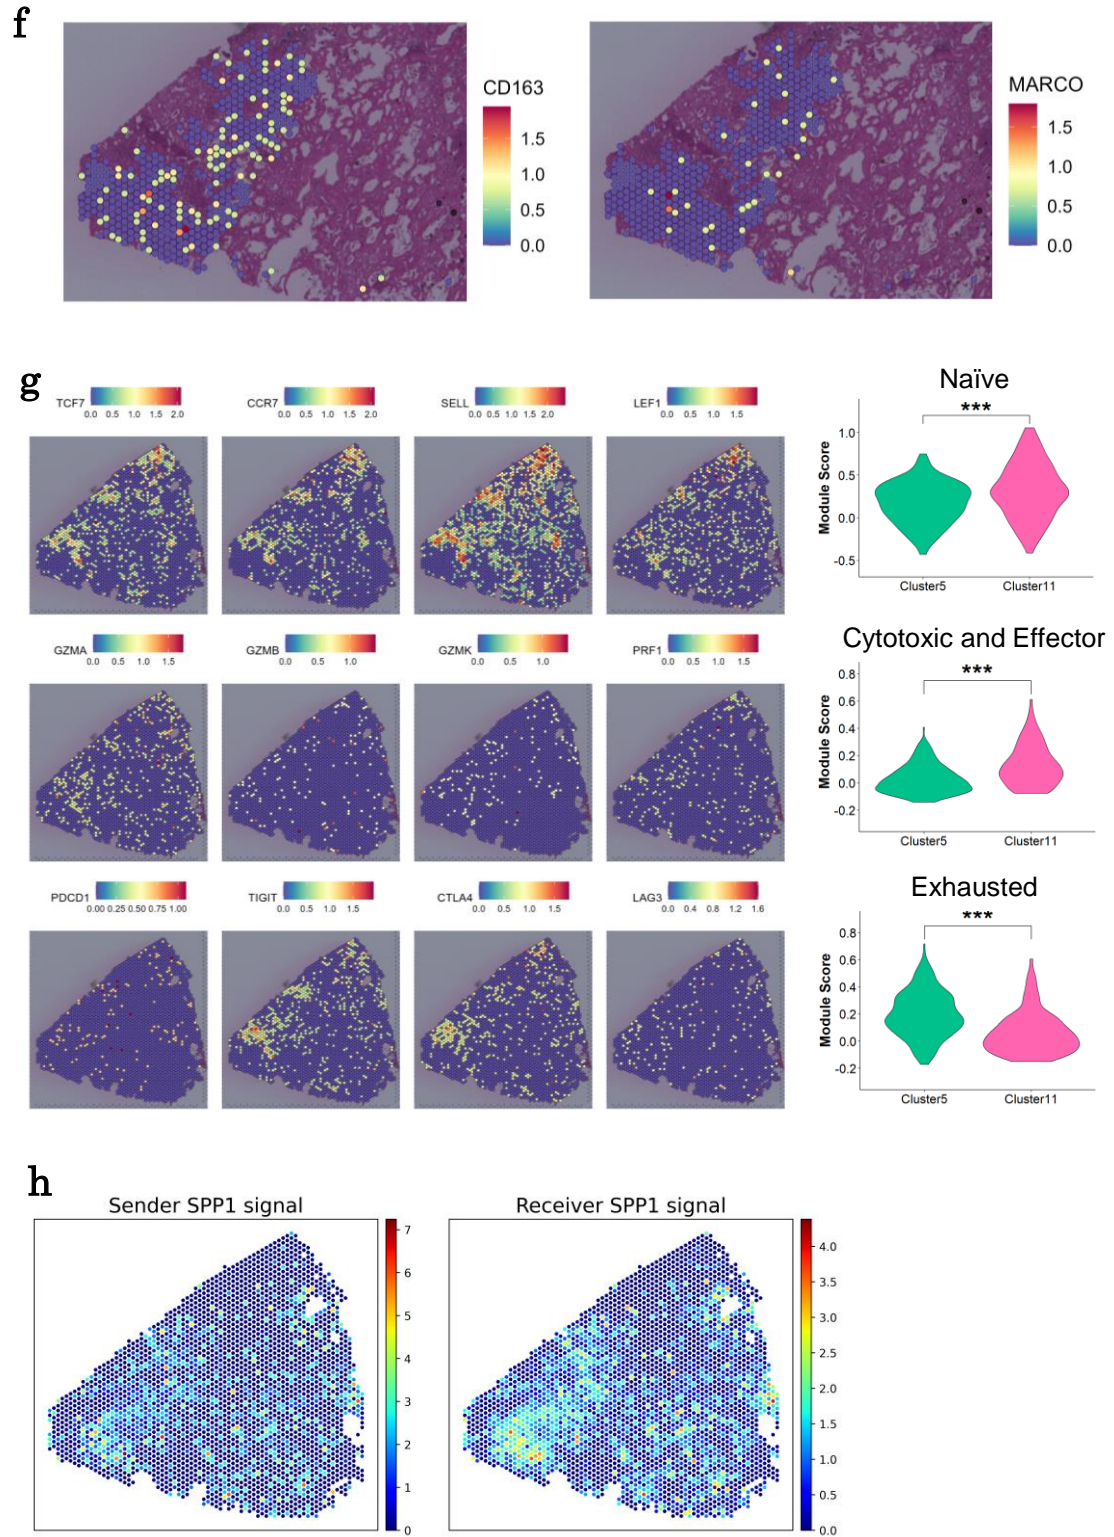 f
CD163
1.5
1.0
0.5
0.0
MARCO
1.5
1.0
0.5
0.0
g
TCF7
0.0 0.5 1.0 1.5 2.0
CCR7
0.0 0.5 1.0 1.5 2.0
SELL
0.0 0.5 1.0 1.5 2.0
LEF1
0.0 0.5 1.0 1.5
GZMA
0.0 0.5 1.0 1.5
GZMB
0.0 0.5 1.0
GZMK
0.0 0.5 1.0
PRF1
0.0 0.5 1.0 1.5
PDCD1
0.00 0.25 0.50 0.75 1.00
TIGIT
0.0 0.5 1.0 1.5
CTLA4
0.0 0.5 1.0 1.5
LAG3
0.0 0.4 0.8 1.2 1.6
Naïve
***
Module Score
1.0
0.5
0.0
-0.5
Cluster5 Cluster11
Cytotoxic and Effector
***
Module Score
0.8
0.6
0.4
0.2
0.0
-0.2
Cluster5 Cluster11
Exhausted
***
Module Score
0.8
0.6
0.4
0.2
0.0
-0.2
Cluster5 Cluster11
h
Sender SPP1 signal
7
6
5
4
3
2
1
0
Receiver SPP1 signal
4.0
3.5
3.0
2.5
2.0
1.5
1.0
0.5
0.0